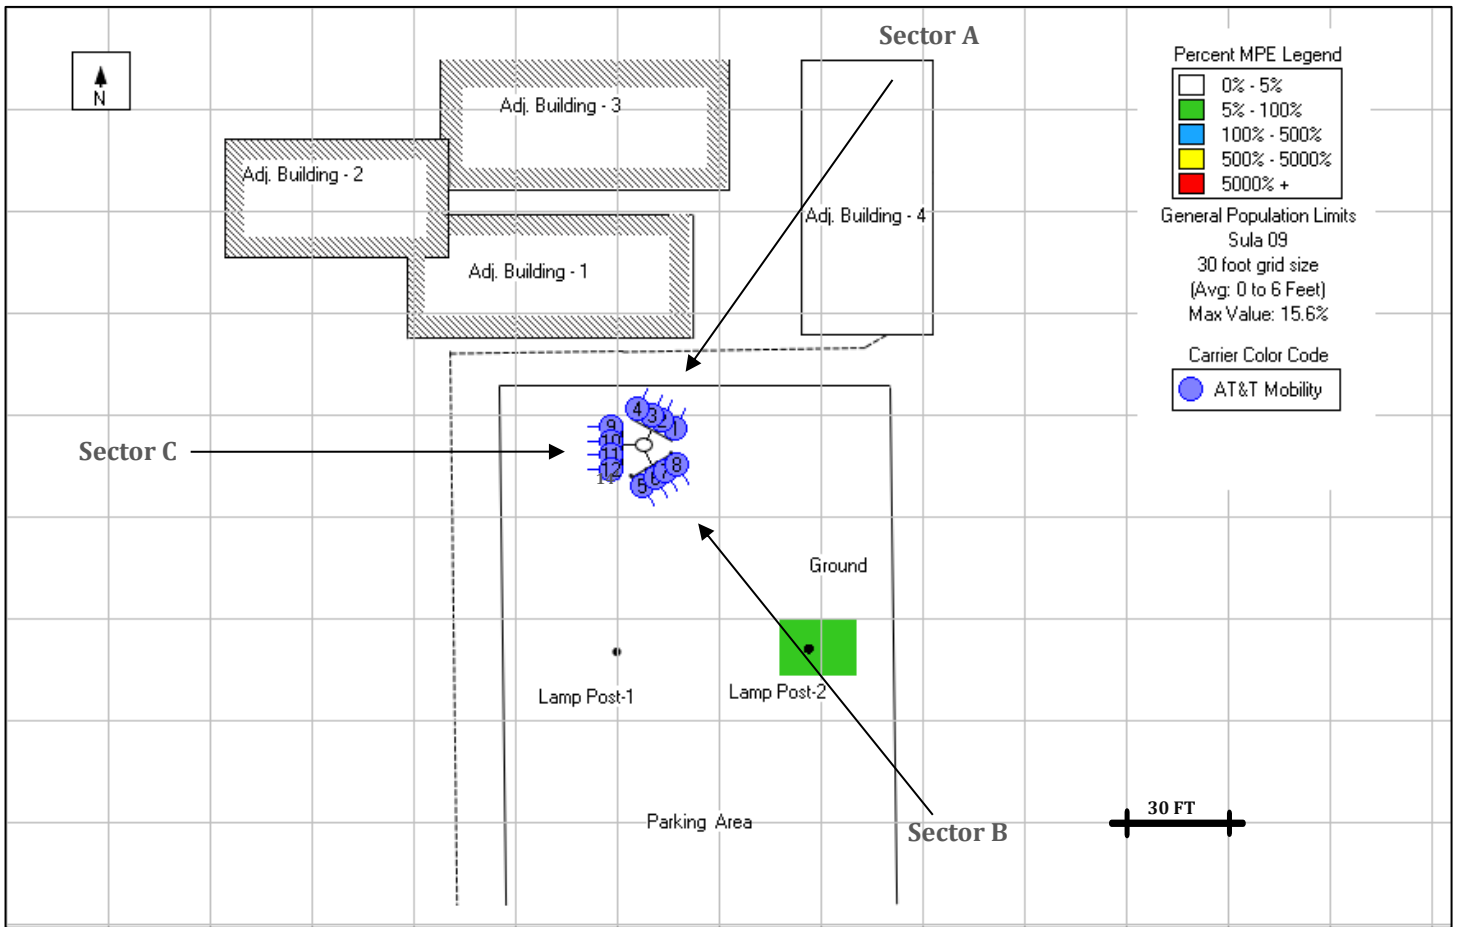 Sector A
N
Adj. Building - 3
Adj. Building - 2
Adj. Building - 4
Adj. Building - 1
Percent MPE Legend
0% - 5%
5% - 100%
100% - 500%
500% - 5000%
5000% +
General Population Limits
Sula 09
30 foot grid size
(Avg: 0 to 6 Feet)
Max Value: 15.6%
Carrier Color Code
AT&T Mobility
4
3
2
1
9
10
11
12
8
7
6
5
Sector C
Ground
Lamp Post-1
Lamp Post-2
Parking Area
30 FT
Sector B